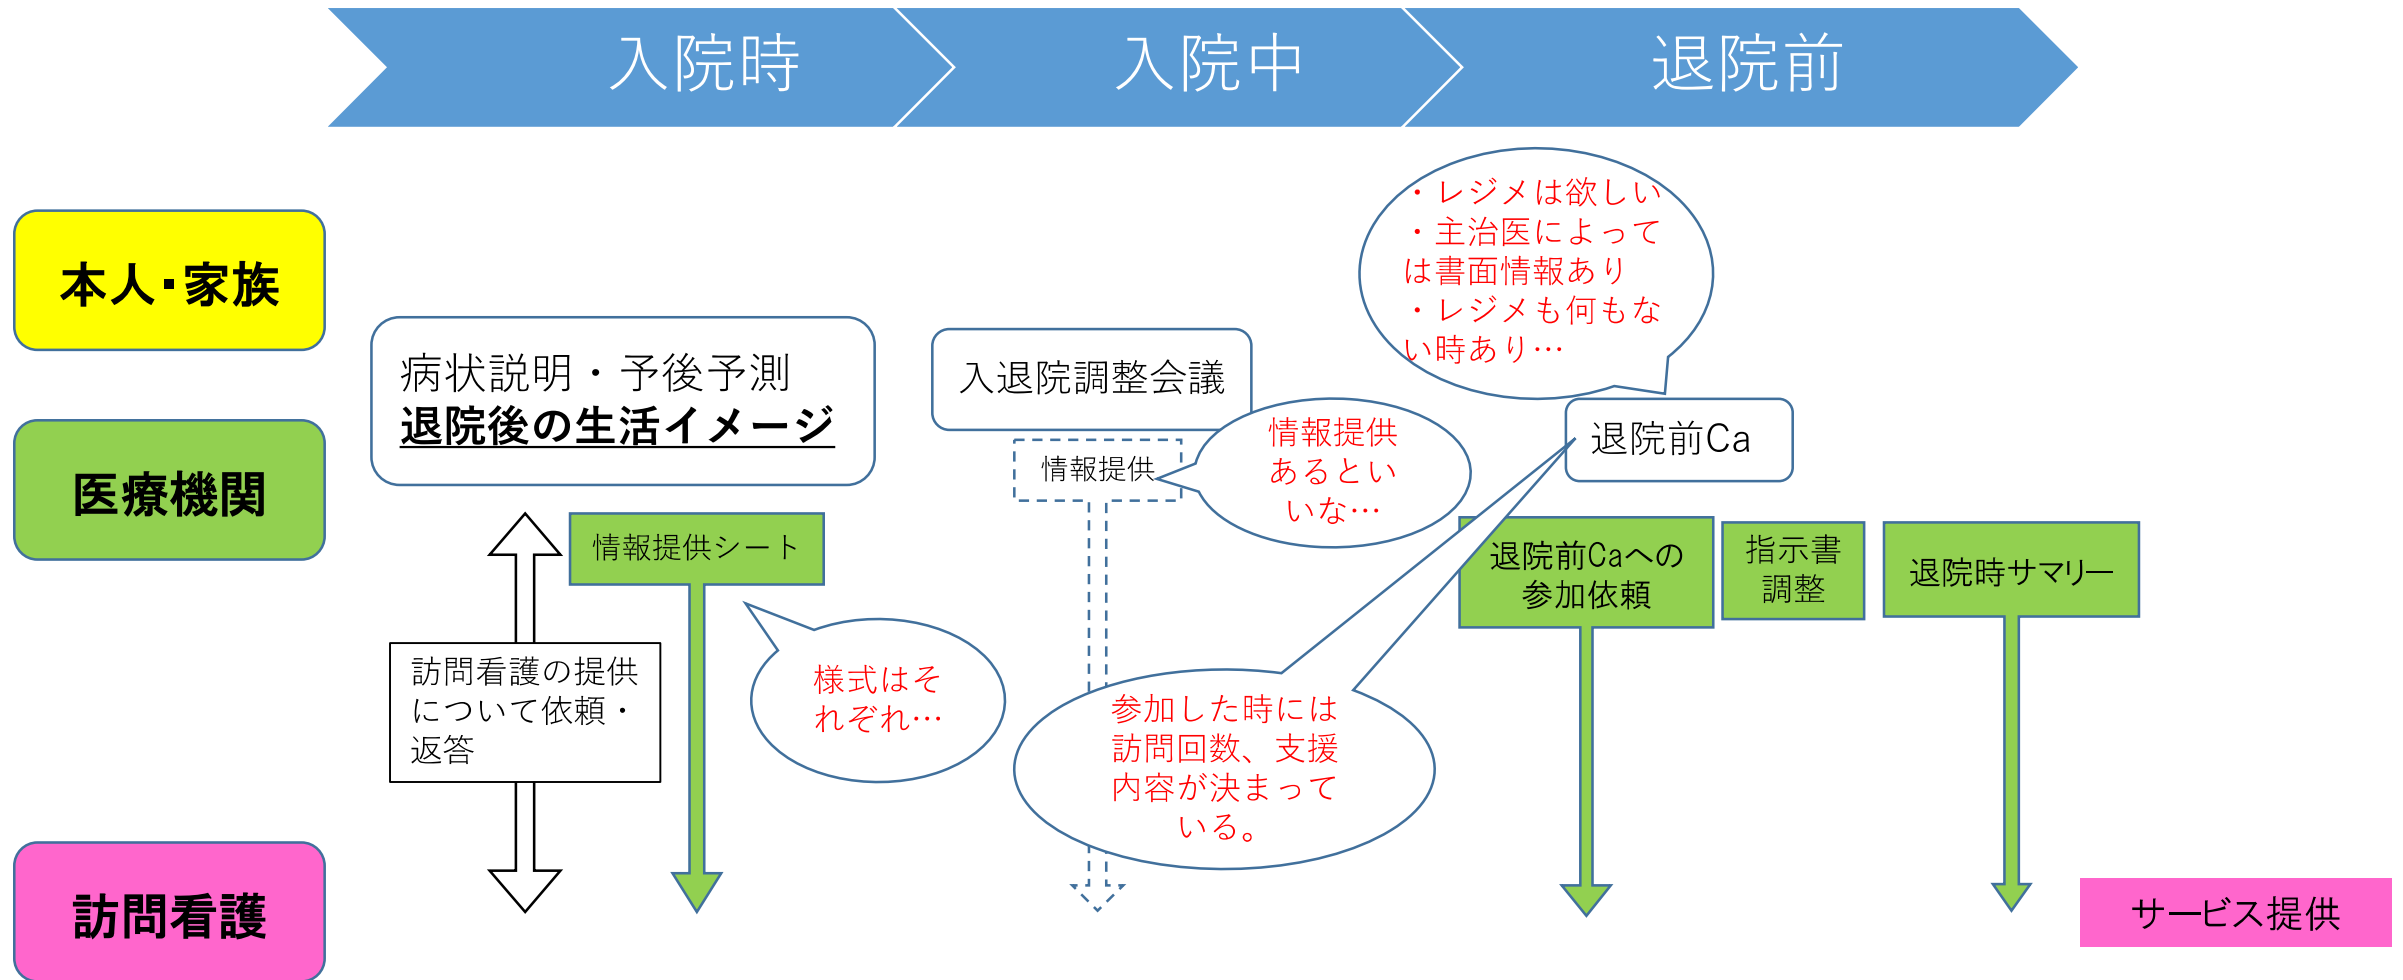 入院時
入院中
退院前
・レジメは欲しい
・主治医によって
は書面情報あり
・レジメも何もな
い時あり…
本人・家族
病状説明・予後予測
退院後の生活イメージ
入退院調整会議
情報提供
情報提供
あるとい
いな…
退院前Ca
医療機関
情報提供シート
退院前Caへの
参加依頼
指示書
調整
退院時サマリー
訪問看護の提供
について依頼・
返答
様式はそ
れぞれ…
参加した時には
訪問回数、支援
内容が決まって
いる。
訪問看護
サービス提供